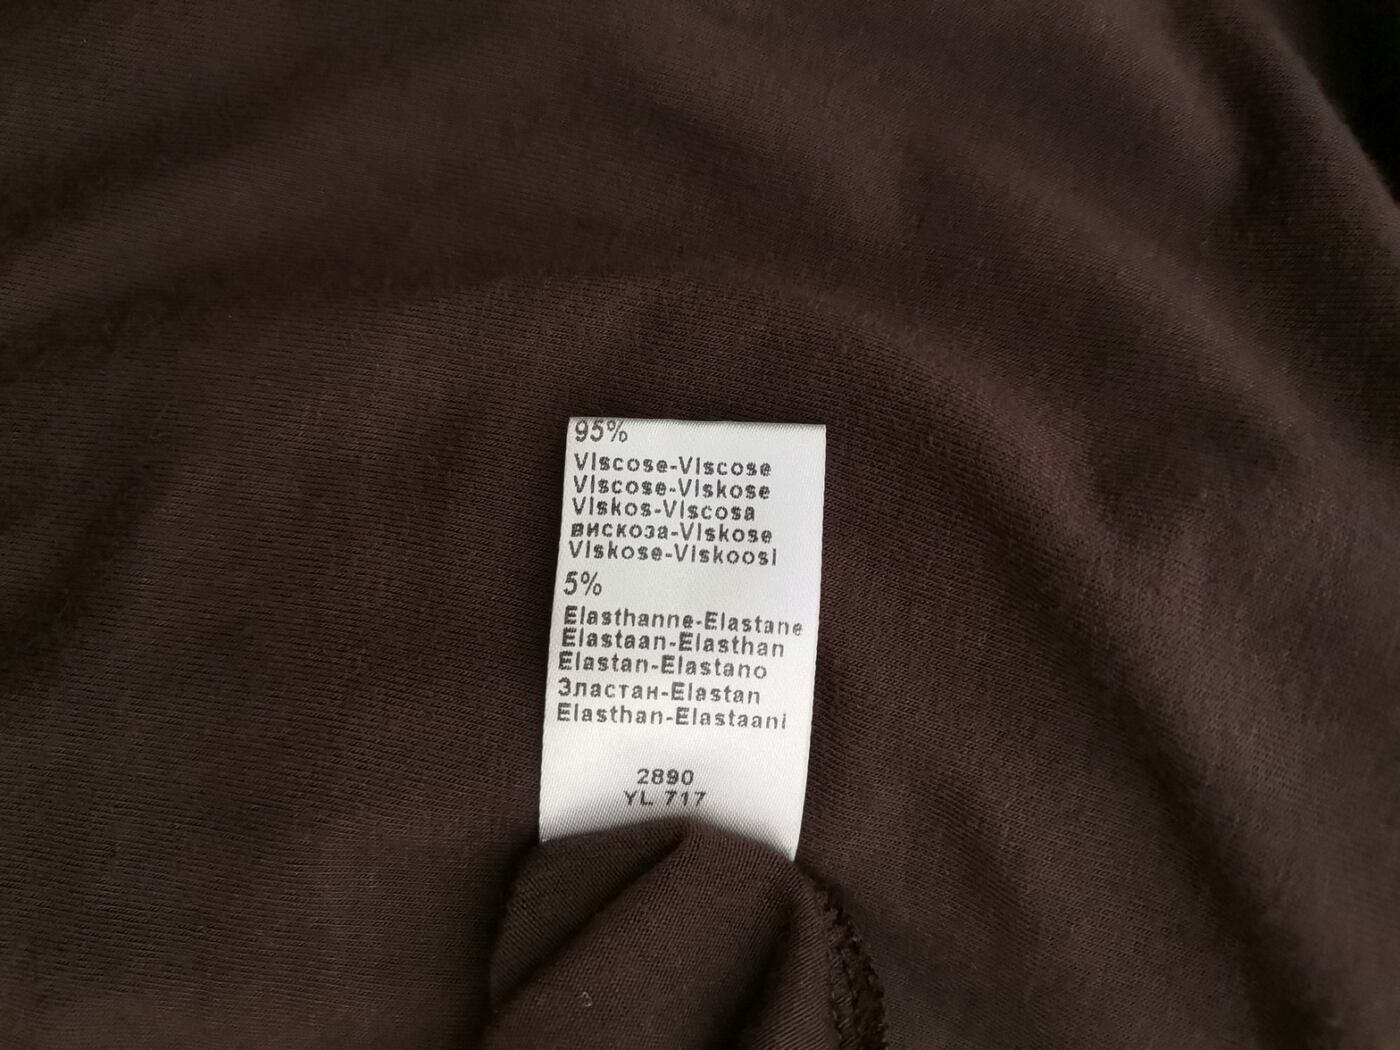 95%
Viscose-Viscose
Viscose-Viskose
Viskos-Viscosa
вискоза-Viskose
Viskose-Viskoosi
5%
Elasthanne-Elastane
Elastaan-Elasthan
Elastan-Elastano
Эластан-Elastan
Elasthan-Elastaani
2890
YL 717